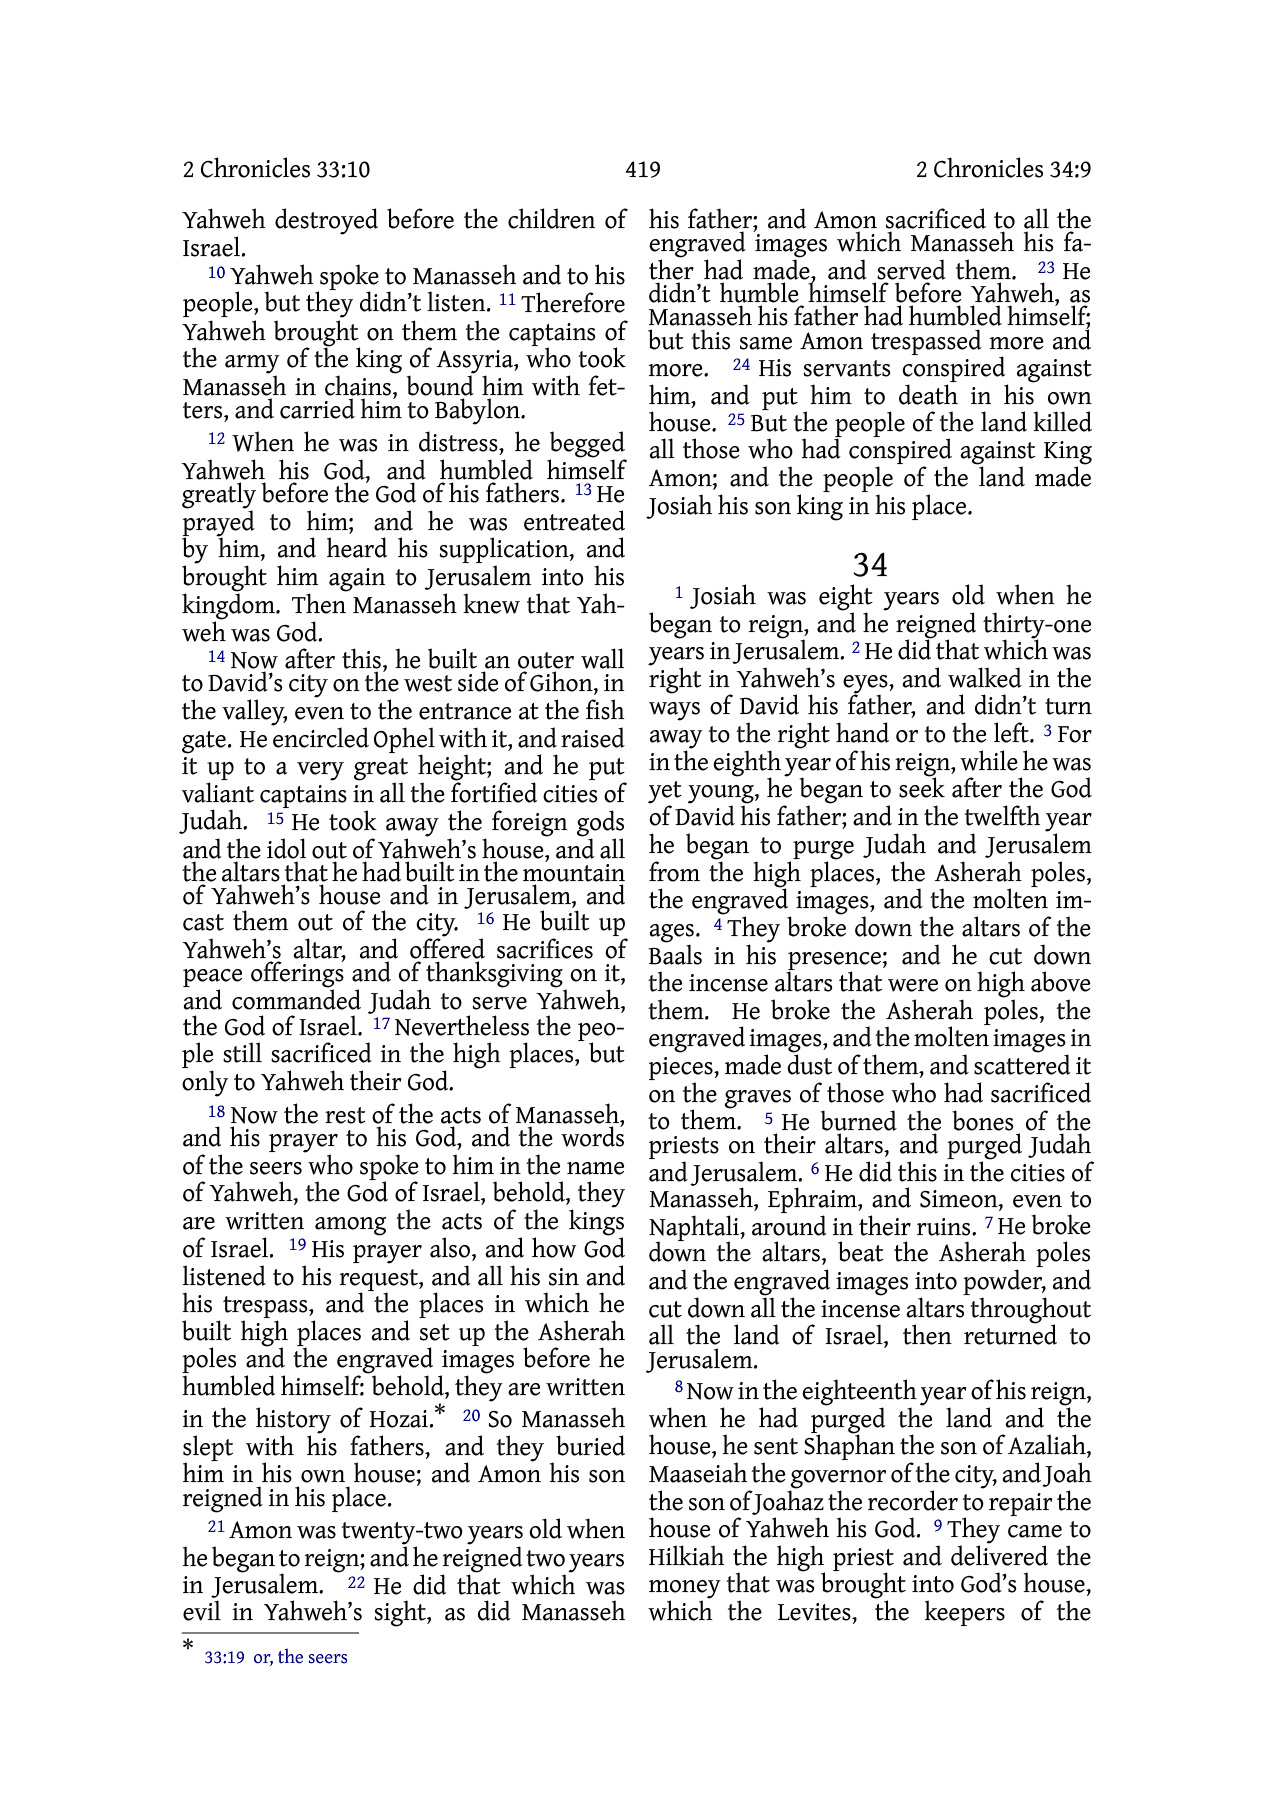 2 Chronicles 33:10
419
2 Chronicles 34:9
Yahweh destroyed before the children of
Israel.
10 Yahweh spoke to Manasseh and to his
people, but they didn’t listen. 11 Therefore
Yahweh brought on them the captains of
the army of the king of Assyria, who took
Manasseh in chains, bound him with fet-
ters, and carried him to Babylon.
12 When he was in distress, he begged
Yahweh his God, and humbled himself
greatly before the God of his fathers. 13 He
prayed to him; and he was entreated
by him, and heard his supplication, and
brought him again to Jerusalem into his
kingdom. Then Manasseh knew that Yah-
weh was God.
14 Now after this, he built an outer wall
to David’s city on the west side of Gihon, in
the valley, even to the entrance at the fish
gate. He encircled Ophel with it, and raised
it up to a very great height; and he put
valiant captains in all the fortified cities of
Judah. 15 He took away the foreign gods
and the idol out of Yahweh’s house, and all
the altars that he had built in the mountain
of Yahweh’s house and in Jerusalem, and
cast them out of the city. 16 He built up
Yahweh’s altar, and offered sacrifices of
peace offerings and of thanksgiving on it,
and commanded Judah to serve Yahweh,
the God of Israel. 17 Nevertheless the peo-
ple still sacrificed in the high places, but
only to Yahweh their God.
18 Now the rest of the acts of Manasseh,
and his prayer to his God, and the words
of the seers who spoke to him in the name
of Yahweh, the God of Israel, behold, they
are written among the acts of the kings
of Israel. 19 His prayer also, and how God
listened to his request, and all his sin and
his trespass, and the places in which he
built high places and set up the Asherah
poles and the engraved images before he
humbled himself: behold, they are written
in the history of Hozai.* 20 So Manasseh
slept with his fathers, and they buried
him in his own house; and Amon his son
reigned in his place.
21 Amon was twenty-two years old when
he began to reign; and he reigned two years
in Jerusalem. 22 He did that which was
evil in Yahweh’s sight, as did Manasseh
his father; and Amon sacrificed to all the
engraved images which Manasseh his fa-
ther had made, and served them. 23 He
didn’t humble himself before Yahweh, as
Manasseh his father had humbled himself;
but this same Amon trespassed more and
more. 24 His servants conspired against
him, and put him to death in his own
house. 25 But the people of the land killed
all those who had conspired against King
Amon; and the people of the land made
Josiah his son king in his place.
34
1 Josiah was eight years old when he
began to reign, and he reigned thirty-one
years in Jerusalem. 2 He did that which was
right in Yahweh’s eyes, and walked in the
ways of David his father, and didn’t turn
away to the right hand or to the left. 3 For
in the eighth year of his reign, while he was
yet young, he began to seek after the God
of David his father; and in the twelfth year
he began to purge Judah and Jerusalem
from the high places, the Asherah poles,
the engraved images, and the molten im-
ages. 4 They broke down the altars of the
Baals in his presence; and he cut down
the incense altars that were on high above
them. He broke the Asherah poles, the
engraved images, and the molten images in
pieces, made dust of them, and scattered it
on the graves of those who had sacrificed
to them. 5 He burned the bones of the
priests on their altars, and purged Judah
and Jerusalem. 6 He did this in the cities of
Manasseh, Ephraim, and Simeon, even to
Naphtali, around in their ruins. 7 He broke
down the altars, beat the Asherah poles
and the engraved images into powder, and
cut down all the incense altars throughout
all the land of Israel, then returned to
Jerusalem.
8 Now in the eighteenth year of his reign,
when he had purged the land and the
house, he sent Shaphan the son of Azaliah,
Maaseiah the governor of the city, and Joah
the son of Joahaz the recorder to repair the
house of Yahweh his God. 9 They came to
Hilkiah the high priest and delivered the
money that was brought into God’s house,
which the Levites, the keepers of the
* 33:19 or, the seers